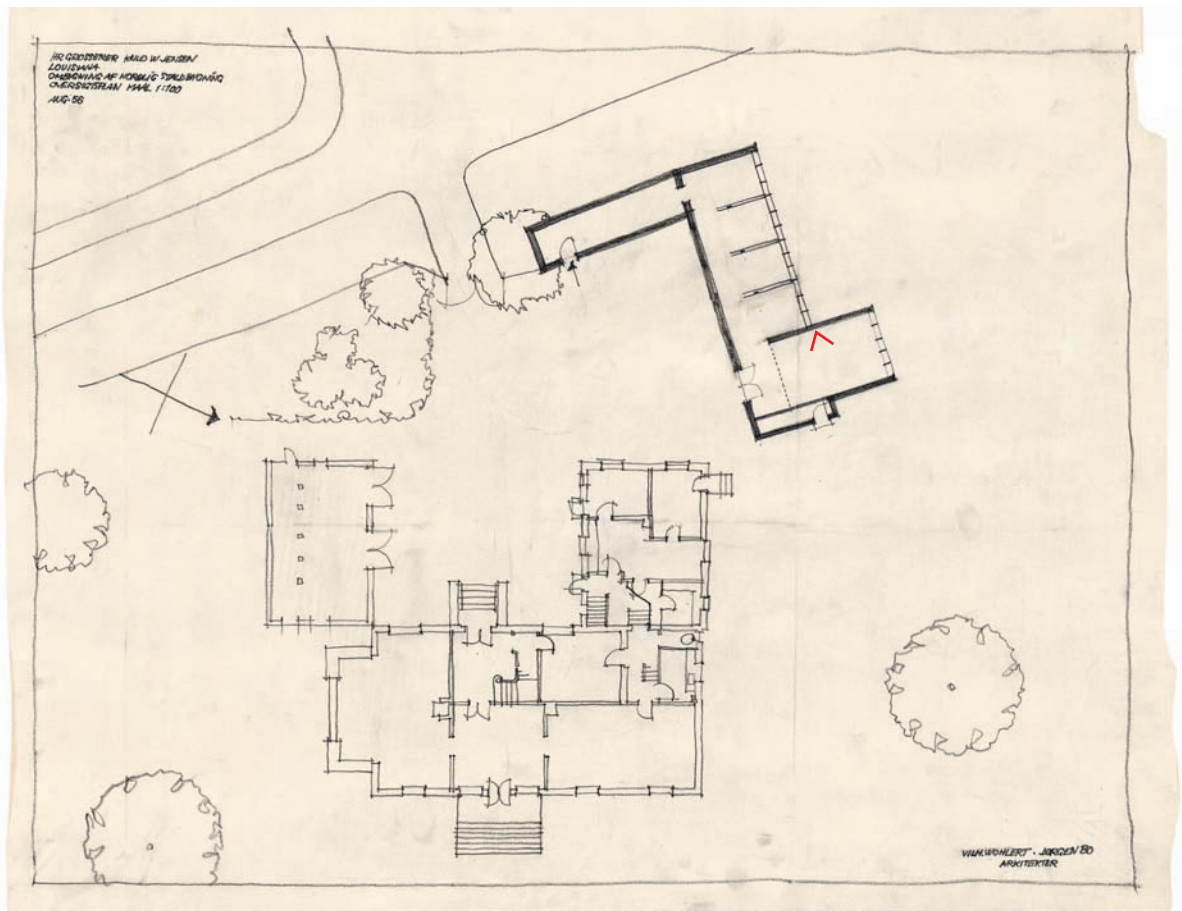 HR GROSSERER KNUD W JENSEN
LOUISIANA
OMBYGNING AF NORDLIG STALDBYGNING
OVERSIGTSPLAN MAAL 1:100
AUG. 56
VILH. WOHLERT · JØRGEN BO
ARKITEKTER